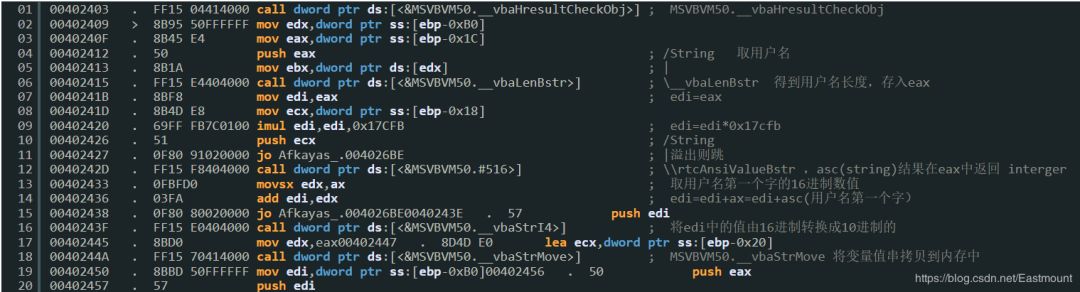 01 00402403 . FF15 04414000 call dword ptr ds:[<&MSVBVM50.__vbaHresultCheckObj>] ; MSVBVM50.__vbaHresultCheckObj
02 00402409 > 8B95 50FFFFFF mov edx,dword ptr ss:[ebp-0xB0]
03 0040240F . 8B45 E4 mov eax,dword ptr ss:[ebp-0x1C]
04 00402412 . 50 push eax ; /String 取用户名
05 00402413 . 8B1A mov ebx,dword ptr ds:[edx] ; |
06 00402415 . FF15 E4404000 call dword ptr ds:[<&MSVBVM50.__vbaLenBstr>] ; \__vbaLenBstr 得到用户名长度，存入eax
07 0040241B . 8BF8 mov edi,eax ; edi=eax
08 0040241D . 8B4D E8 mov ecx,dword ptr ss:[ebp-0x18]
09 00402420 . 69FF FB7C0100 imul edi,edi,0x17CFB ; edi=edi*0x17cfb
10 00402426 . 51 push ecx ; /String
11 00402427 . 0F80 91020000 jo Afkayas_.004026BE ; |溢出则跳
12 0040242D . FF15 F8404000 call dword ptr ds:[<&MSVBVM50.#516>] ; \\rtcAnsiValueBstr ，asc(string)结果在eax中返回 interger
13 00402433 . 0FBFD0 movsx edx,ax ; 取用户名第一个字的16进制数值
14 00402436 . 03FA add edi,edx ; edi=edi+ax=edi+asc(用户名第一个字）
15 00402438 . 0F80 80020000 jo Afkayas_.004026BE0040243E . 57 push edi
16 0040243F . FF15 E0404000 call dword ptr ds:[<&MSVBVM50.__vbaStrI4>] ; 将edi中的值由16进制转换成10进制的
17 00402445 . 8BD0 mov edx,eax00402447 . 8D4D E0 lea ecx,dword ptr ss:[ebp-0x20]
18 0040244A . FF15 70414000 call dword ptr ds:[<&MSVBVM50.__vbaStrMove>] ; MSVBVM50.__vbaStrMove 将变量值串拷贝到内存中
19 00402450 . 8BBD 50FFFFFF mov edi,dword ptr ss:[ebp-0xB0]00402456 . 50 push eax
20 00402457 . 57 push edi
https://blog.csdn.net/Eastmount